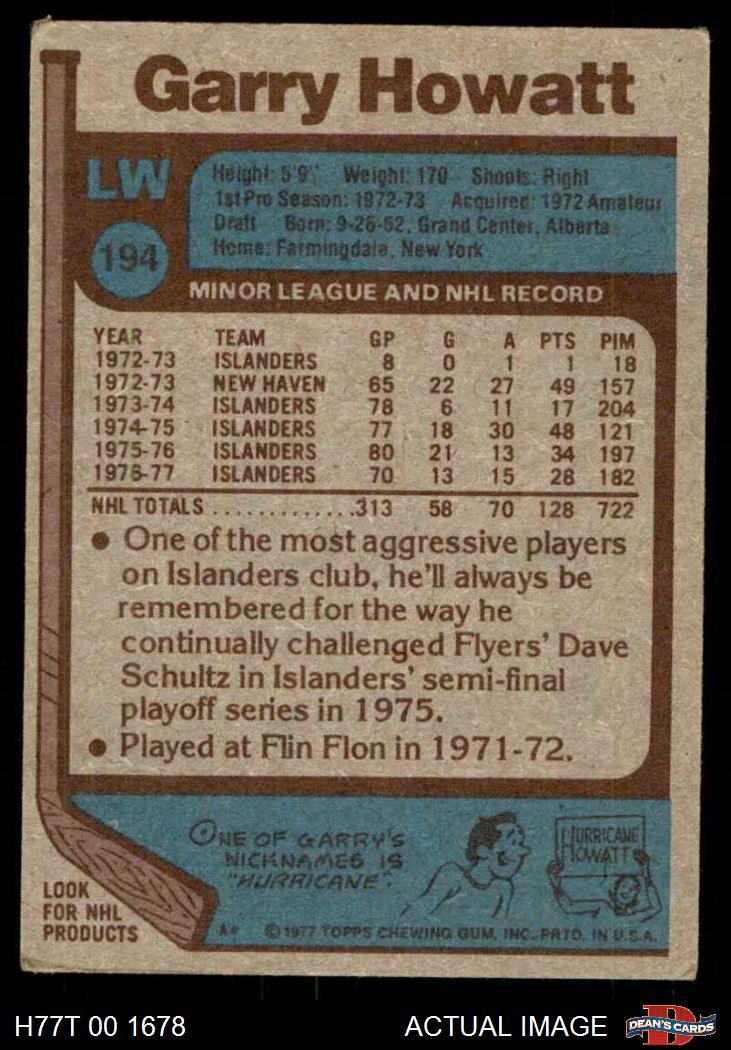 Garry Howatt
LW
194
Height: 5'9" Weight: 170 Shoots: Right
1st Pro Season: 1972-73 Acquired: 1972 Amateur
Draft Born: 9-26-52, Grand Center, Alberta
Home: Farmingdale, New York
MINOR LEAGUE AND NHL RECORD
YEAR TEAM GP G A PTS PIM
1972-73 ISLANDERS 8 0 1 1 18
1972-73 NEW HAVEN 65 22 27 49 157
1973-74 ISLANDERS 78 6 11 17 204
1974-75 ISLANDERS 77 18 30 48 121
1975-76 ISLANDERS 80 21 13 34 197
1976-77 ISLANDERS 70 13 15 28 182
NHL TOTALS .............313 58 70 128 722
● One of the most aggressive players
on Islanders club, he'll always be
remembered for the way he
continually challenged Flyers' Dave
Schultz in Islanders' semi-final
playoff series in 1975.
● Played at Flin Flon in 1971-72.
ONE OF GARRY'S
NICKNAMES IS
"HURRICANE".
HURRICANE
HOWATT
LOOK
FOR NHL
PRODUCTS
A* ©1977 TOPPS CHEWING GUM, INC. PRTD. IN U.S.A.
H77T 00 1678
ACTUAL IMAGE
D
DEAN'S CARDS